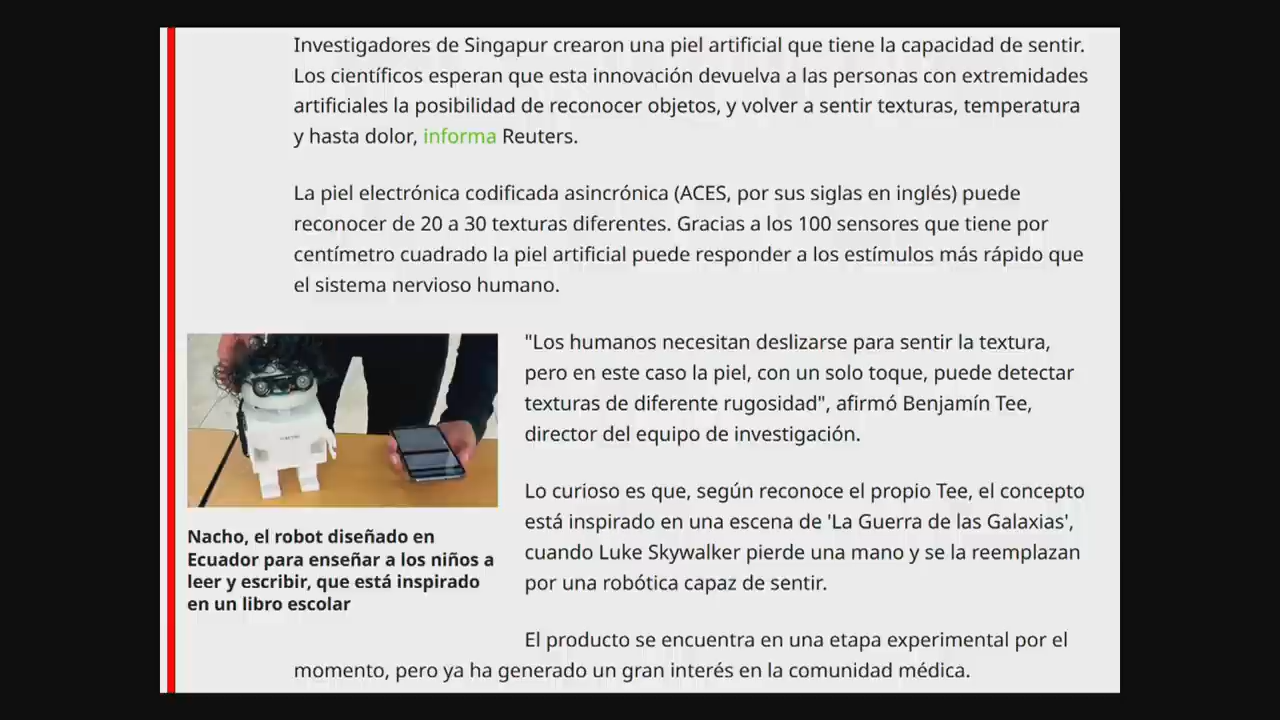 Investigadores de Singapur crearon una piel artificial que tiene la capacidad de sentir.
Los científicos esperan que esta innovación devuelva a las personas con extremidades
artificiales la posibilidad de reconocer objetos, y volver a sentir texturas, temperatura
y hasta dolor, informa Reuters.
La piel electrónica codificada asincrónica (ACES, por sus siglas en inglés) puede
reconocer de 20 a 30 texturas diferentes. Gracias a los 100 sensores que tiene por
centímetro cuadrado la piel artificial puede responder a los estímulos más rápido que
el sistema nervioso humano.
"Los humanos necesitan deslizarse para sentir la textura,
pero en este caso la piel, con un solo toque, puede detectar
texturas de diferente rugosidad", afirmó Benjamín Tee,
director del equipo de investigación.
Nacho, el robot diseñado en
Ecuador para enseñar a los niños a
leer y escribir, que está inspirado
en un libro escolar
Lo curioso es que, según reconoce el propio Tee, el concepto
está inspirado en una escena de 'La Guerra de las Galaxias',
cuando Luke Skywalker pierde una mano y se la reemplazan
por una robótica capaz de sentir.
El producto se encuentra en una etapa experimental por el
momento, pero ya ha generado un gran interés en la comunidad médica.